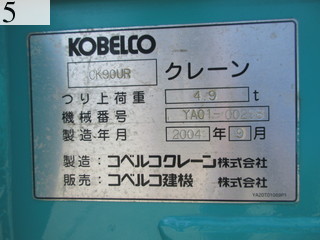 5
KOBELCO
CK90UR クレーン
つり上荷重 4.9 t
機械番号
製造年月 2004 年 9 月
製造：コベルコクレーン株式会社
販売：コベルコ建機 株式会社